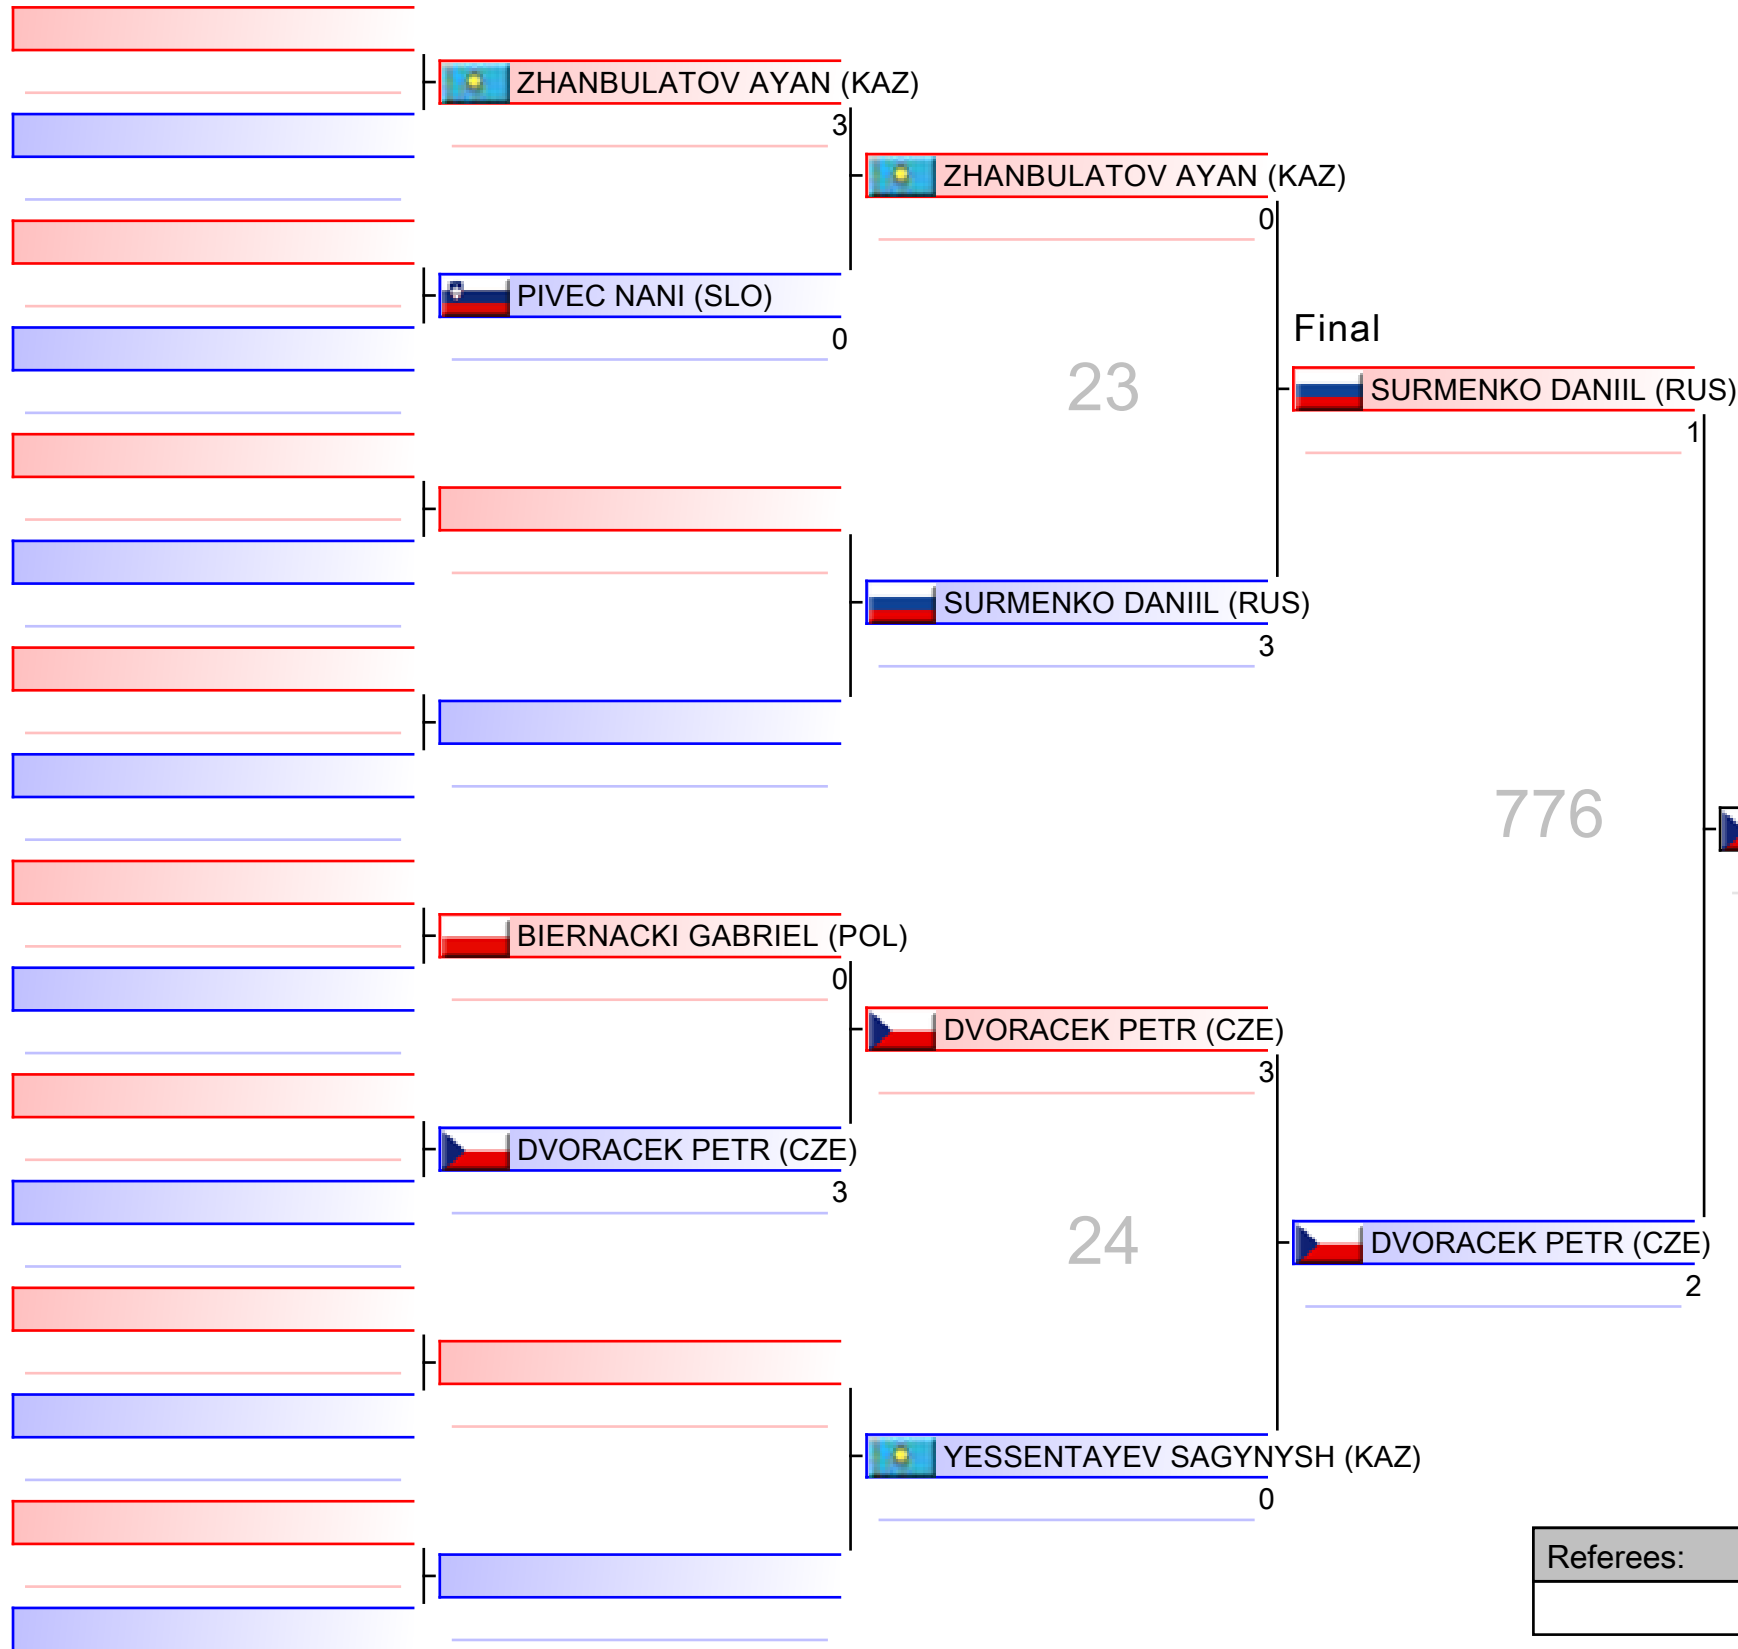 ZHANBULATOV AYAN (KAZ)
3
PIVEC NANI (SLO)
0
BIERNACKI GABRIEL (POL)
0
DVORACEK PETR (CZE)
3
ZHANBULATOV AYAN (KAZ)
0
23
SURMENKO DANIIL (RUS)
3
DVORACEK PETR (CZE)
3
24
YESSENTAYEV SAGYNYSH (KAZ)
0
Final
SURMENKO DANIIL (RUS)
1
776
DVORACEK PETR (CZE)
2
Referees: